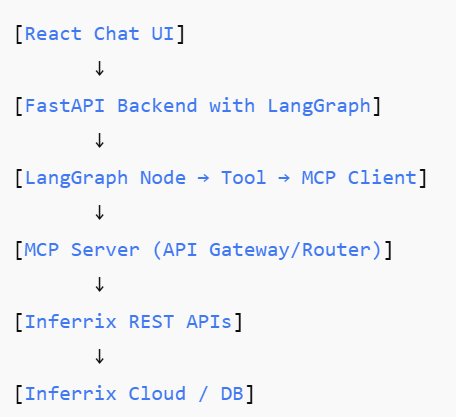 [React Chat UI]
↓
[FastAPI Backend with LangGraph]
↓
[LangGraph Node → Tool → MCP Client]
↓
[MCP Server (API Gateway/Router)]
↓
[Inferrix REST APIs]
↓
[Inferrix Cloud / DB]